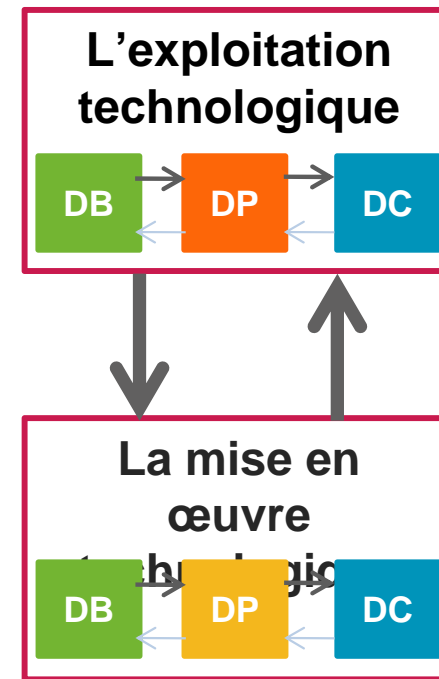 L’exploitation
technologique
DB DP DC
La mise en
œuvre
DB DP DC